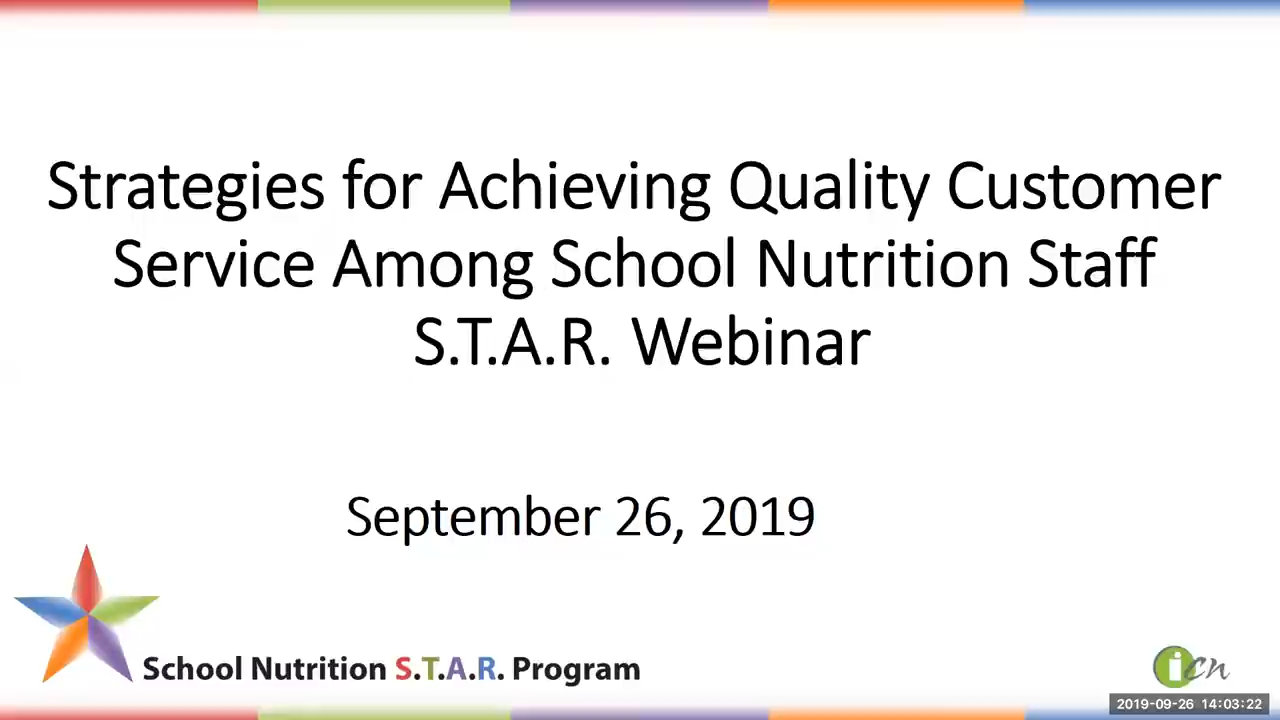 Strategies for Achieving Quality Customer
Service Among School Nutrition Staff
S.T.A.R. Webinar
September 26, 2019
School Nutrition S.T.A.R. Program
icn
2019-09-26 14:03:22